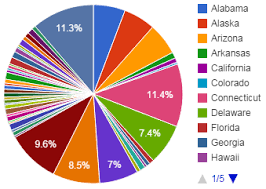 11.3%
11.4%
7.4%
7%
8.5%
9.6%
Alabama
Alaska
Arizona
Arkansas
California
Colorado
Connecticut
Delaware
Florida
Georgia
Hawaii
1/5